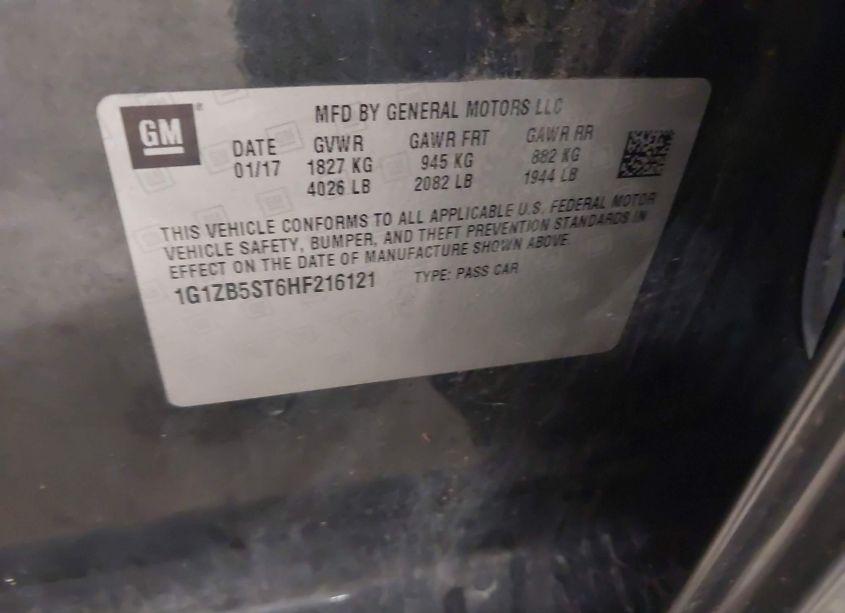 GM
MFD BY GENERAL MOTORS LLC
DATE GVWR GAWR FRT GAWR RR
01/17 1827 KG 945 KG 882 KG
4026 LB 2082 LB 1944 LB
THIS VEHICLE CONFORMS TO ALL APPLICABLE U.S. FEDERAL MOTOR
VEHICLE SAFETY, BUMPER, AND THEFT PREVENTION STANDARDS IN
EFFECT ON THE DATE OF MANUFACTURE SHOWN ABOVE.
1G1ZB5ST6HF216121 TYPE: PASS CAR